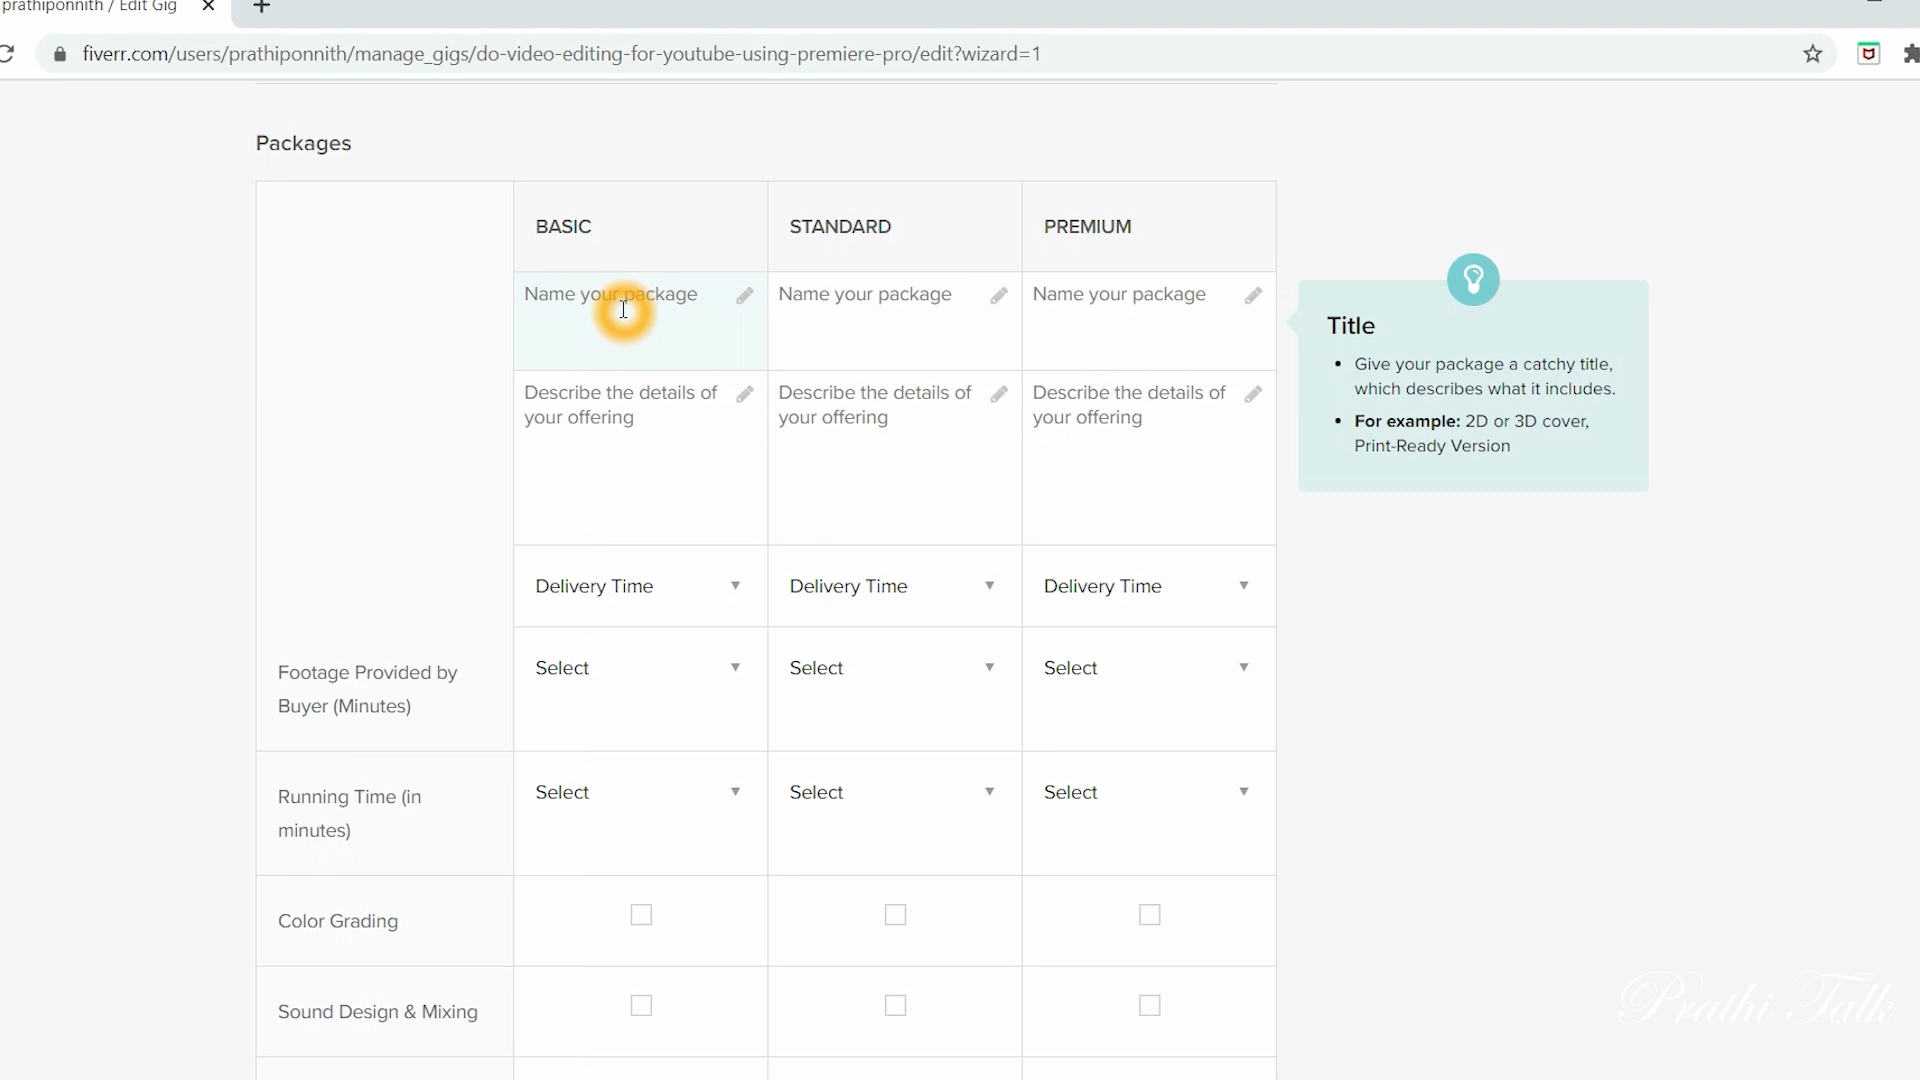 prathiponnith / Edit Gig
fiverr.com/users/prathiponnith/manage_gigs/do-video-editing-for-youtube-using-premiere-pro/edit?wizard=1
Packages
BASIC STANDARD PREMIUM
Name your package Name your package Name your package
Describe the details of Describe the details of Describe the details of
your offering your offering your offering
Title
• Give your package a catchy title,
which describes what it includes.
• For example: 2D or 3D cover,
Print-Ready Version
Delivery Time Delivery Time Delivery Time
Footage Provided by
Buyer (Minutes)
Select Select Select
Running Time (in
minutes)
Select Select Select
Color Grading
Sound Design & Mixing
Prathi Talk